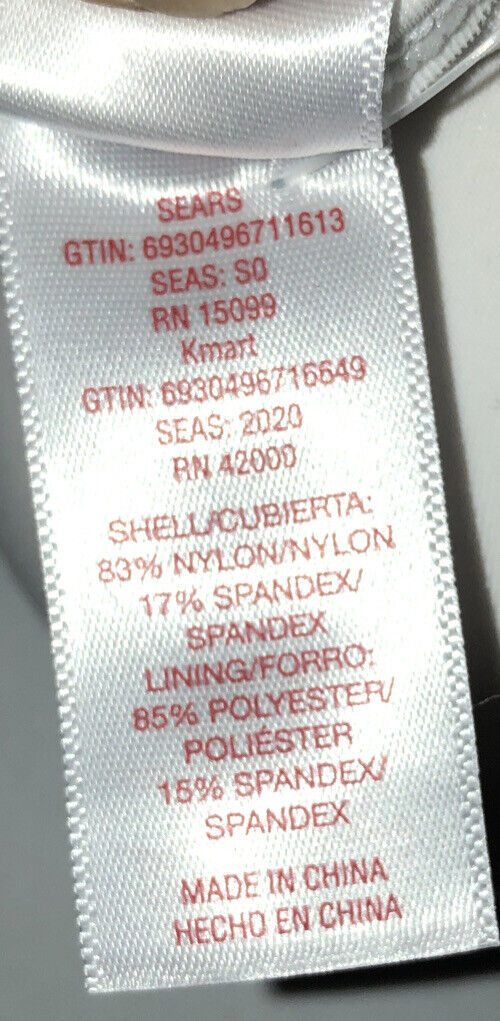 SEARS
GTIN: 6930496711613
SEAS: S0
RN 15099
Kmart
GTIN: 6930496716649
SEAS: 2020
RN 42000
SHELL/CUBIERTA:
83% NYLON/NYLON
17% SPANDEX/
SPANDEX
LINING/FORRO:
85% POLYESTER/
POLIÉSTER
15% SPANDEX/
SPANDEX
MADE IN CHINA
HECHO EN CHINA